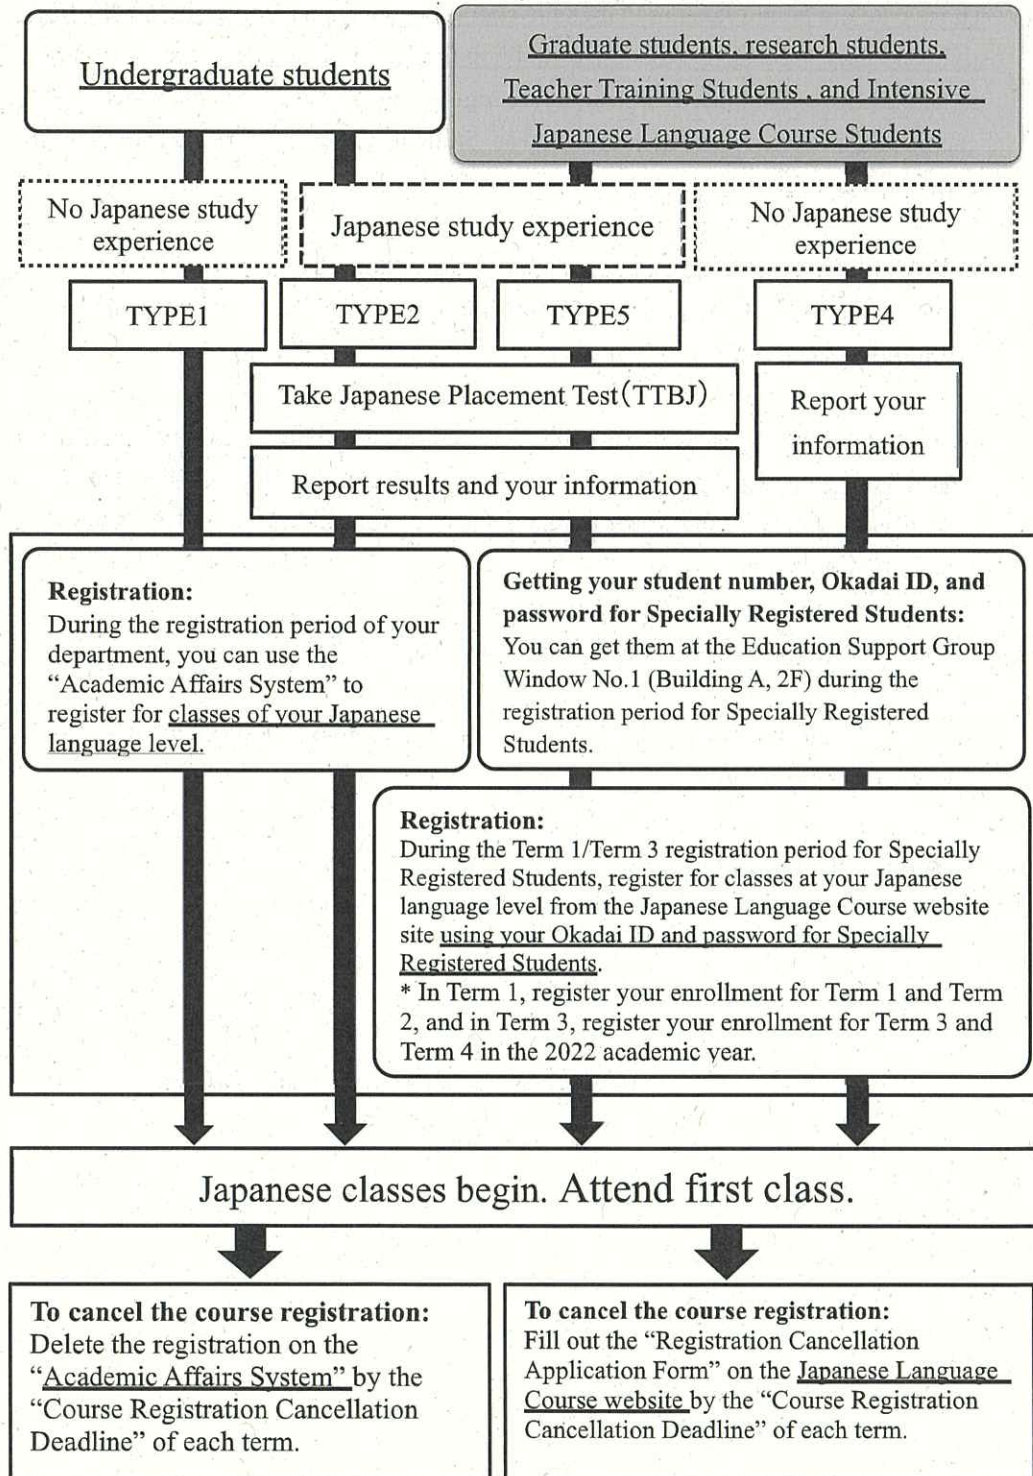 Undergraduate students
Graduate students, research students,
Teacher Training Students , and Intensive
Japanese Language Course Students
No Japanese study
experience
Japanese study experience
No Japanese study
experience
TYPE1
TYPE2
TYPE5
TYPE4
Take Japanese Placement Test(TTBJ)
Report your
information
Report results and your information
Registration:
During the registration period of your
department, you can use the
“Academic Affairs System” to
register for classes of your Japanese
language level.
Getting your student number, Okadai ID, and
password for Specially Registered Students:
You can get them at the Education Support Group
Window No.1 (Building A, 2F) during the
registration period for Specially Registered
Students.
Registration:
During the Term 1/Term 3 registration period for Specially
Registered Students, register for classes at your Japanese
language level from the Japanese Language Course website
site using your Okadai ID and password for Specially
Registered Students.
* In Term 1, register your enrollment for Term 1 and Term
2, and in Term 3, register your enrollment for Term 3 and
Term 4 in the 2022 academic year.
Japanese classes begin. Attend first class.
To cancel the course registration:
Delete the registration on the
“Academic Affairs System” by the
“Course Registration Cancellation
Deadline” of each term.
To cancel the course registration:
Fill out the “Registration Cancellation
Application Form” on the Japanese Language
Course website by the “Course Registration
Cancellation Deadline” of each term.